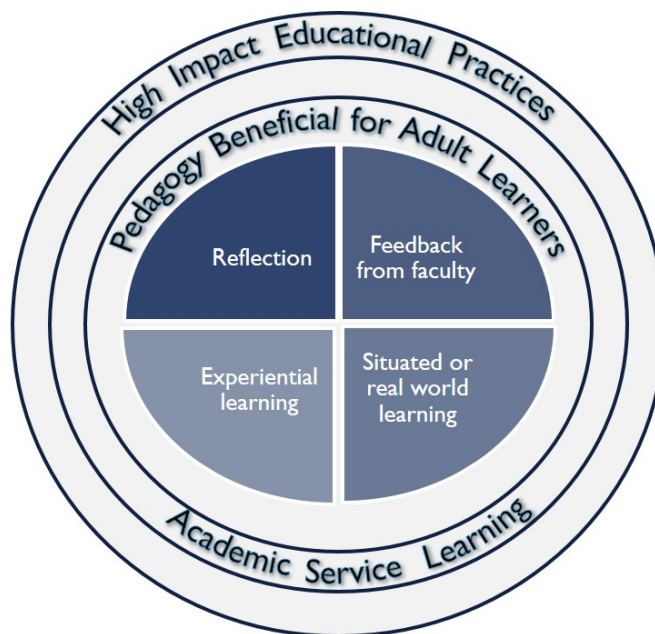 High Impact Educational Practices
Pedagogy Beneficial for Adult Learners
Reflection
Feedback
from faculty
Experiential
learning
Situated or
real world
learning
Academic Service Learning